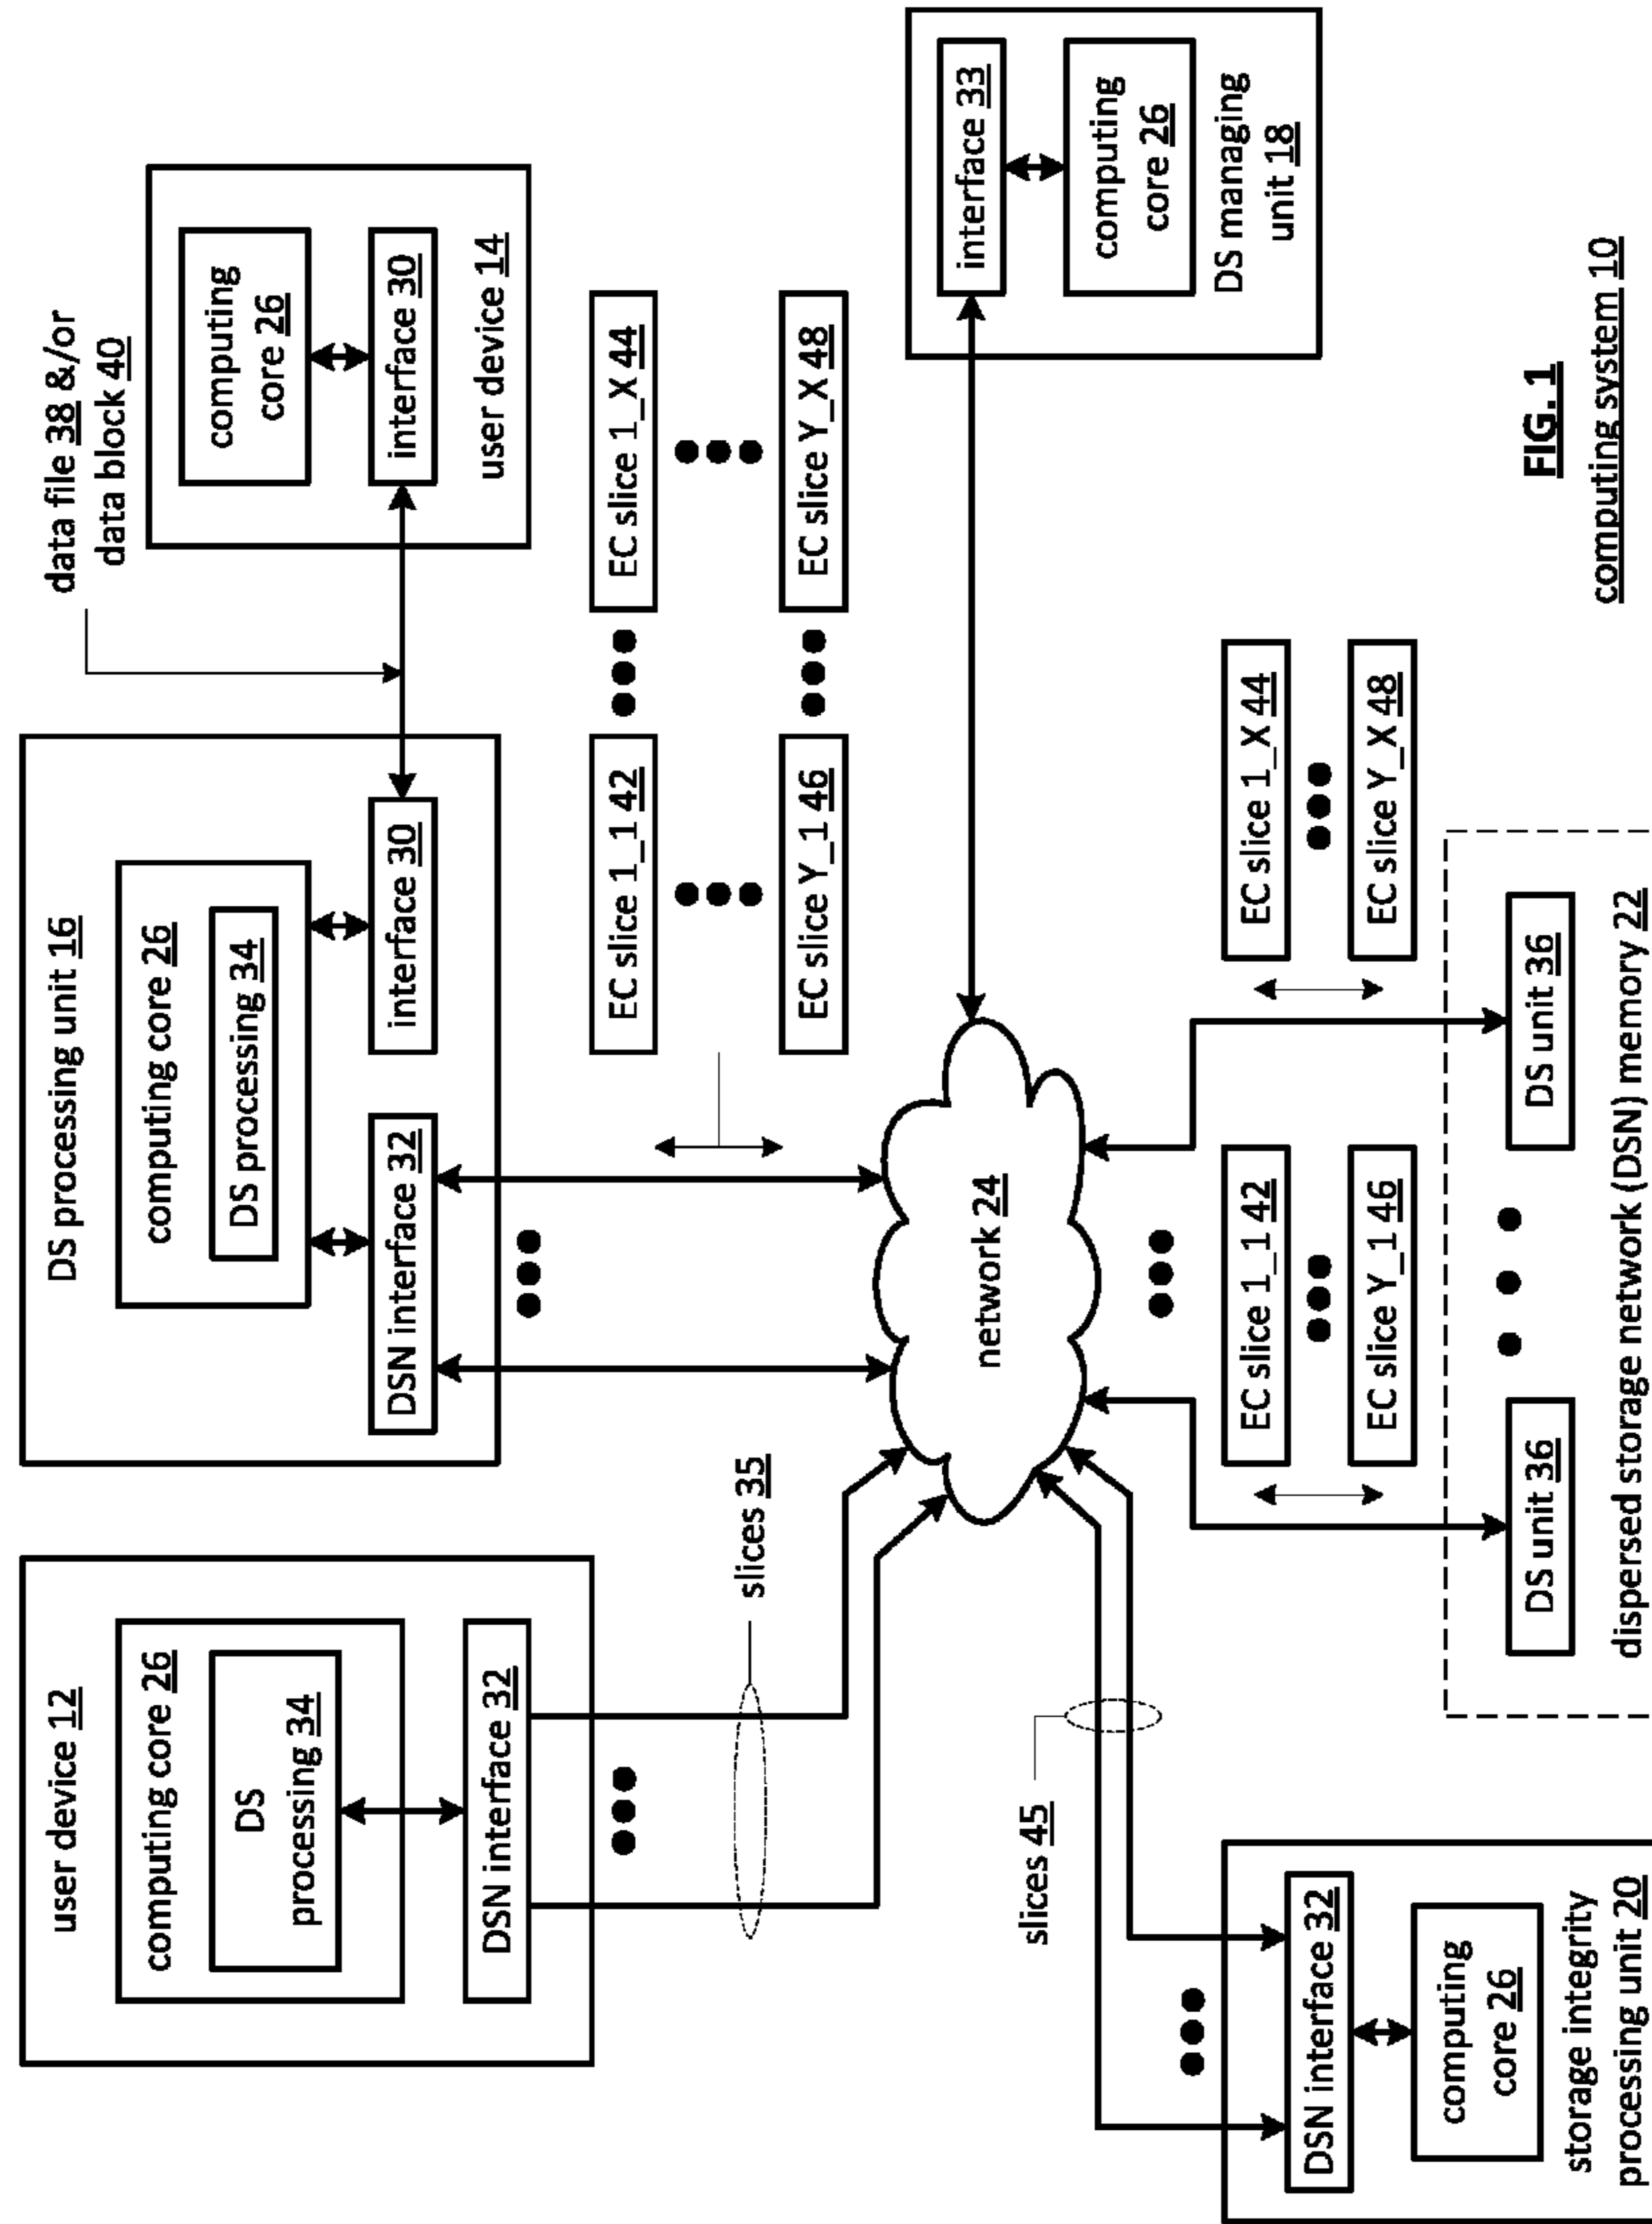 user device 12
computing core 26
DS
processing 34
DSN interface 32
slices 35
DS processing unit 16
computing core 26
DS processing 34
DSN interface 32
interface 30
data file 38 &/or
data block 40
computing
core 26
interface 30
user device 14
EC slice 1_1 42
EC slice 1_X 44
EC slice Y_1 46
EC slice Y_X 48
network 24
interface 33
computing
core 26
DS managing
unit 18
slices 45
DSN interface 32
computing
core 26
storage integrity
processing unit 20
EC slice 1_1 42
EC slice Y_1 46
EC slice 1_X 44
EC slice Y_X 48
DS unit 36
DS unit 36
dispersed storage network (DSN) memory 22
FIG. 1
computing system 10